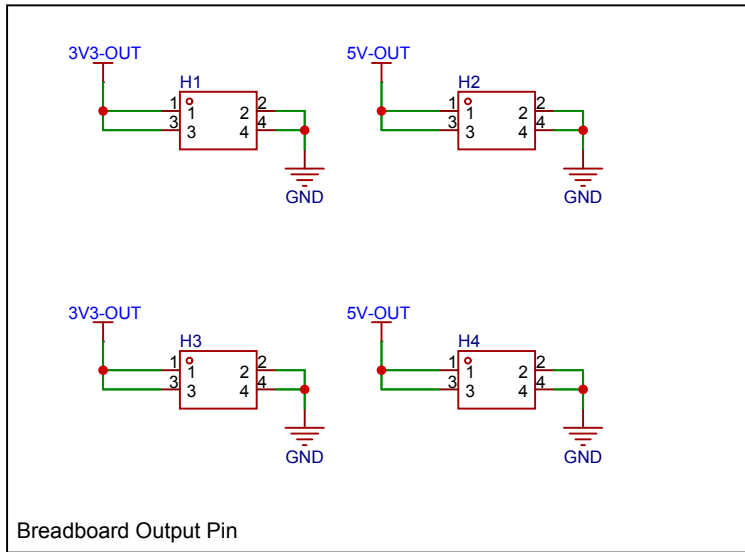 3V3-OUT 5V-OUT
H1 H2
1 1 2 2 1 1 2 2
3 3 4 4 3 3 4 4
GND GND
3V3-OUT 5V-OUT
H3 H4
1 1 2 2 1 1 2 2
3 3 4 4 3 3 4 4
GND GND
Breadboard Output Pin